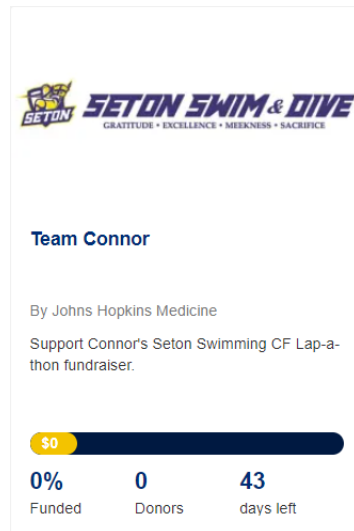 SETON
SETON SWIM & DIVE
GRATITUDE • EXCELLENCE • MEEKNESS • SACRIFICE
Team Connor
By Johns Hopkins Medicine
Support Connor's Seton Swimming CF Lap-a-
thon fundraiser.
$0
0% 0 43
Funded Donors days left